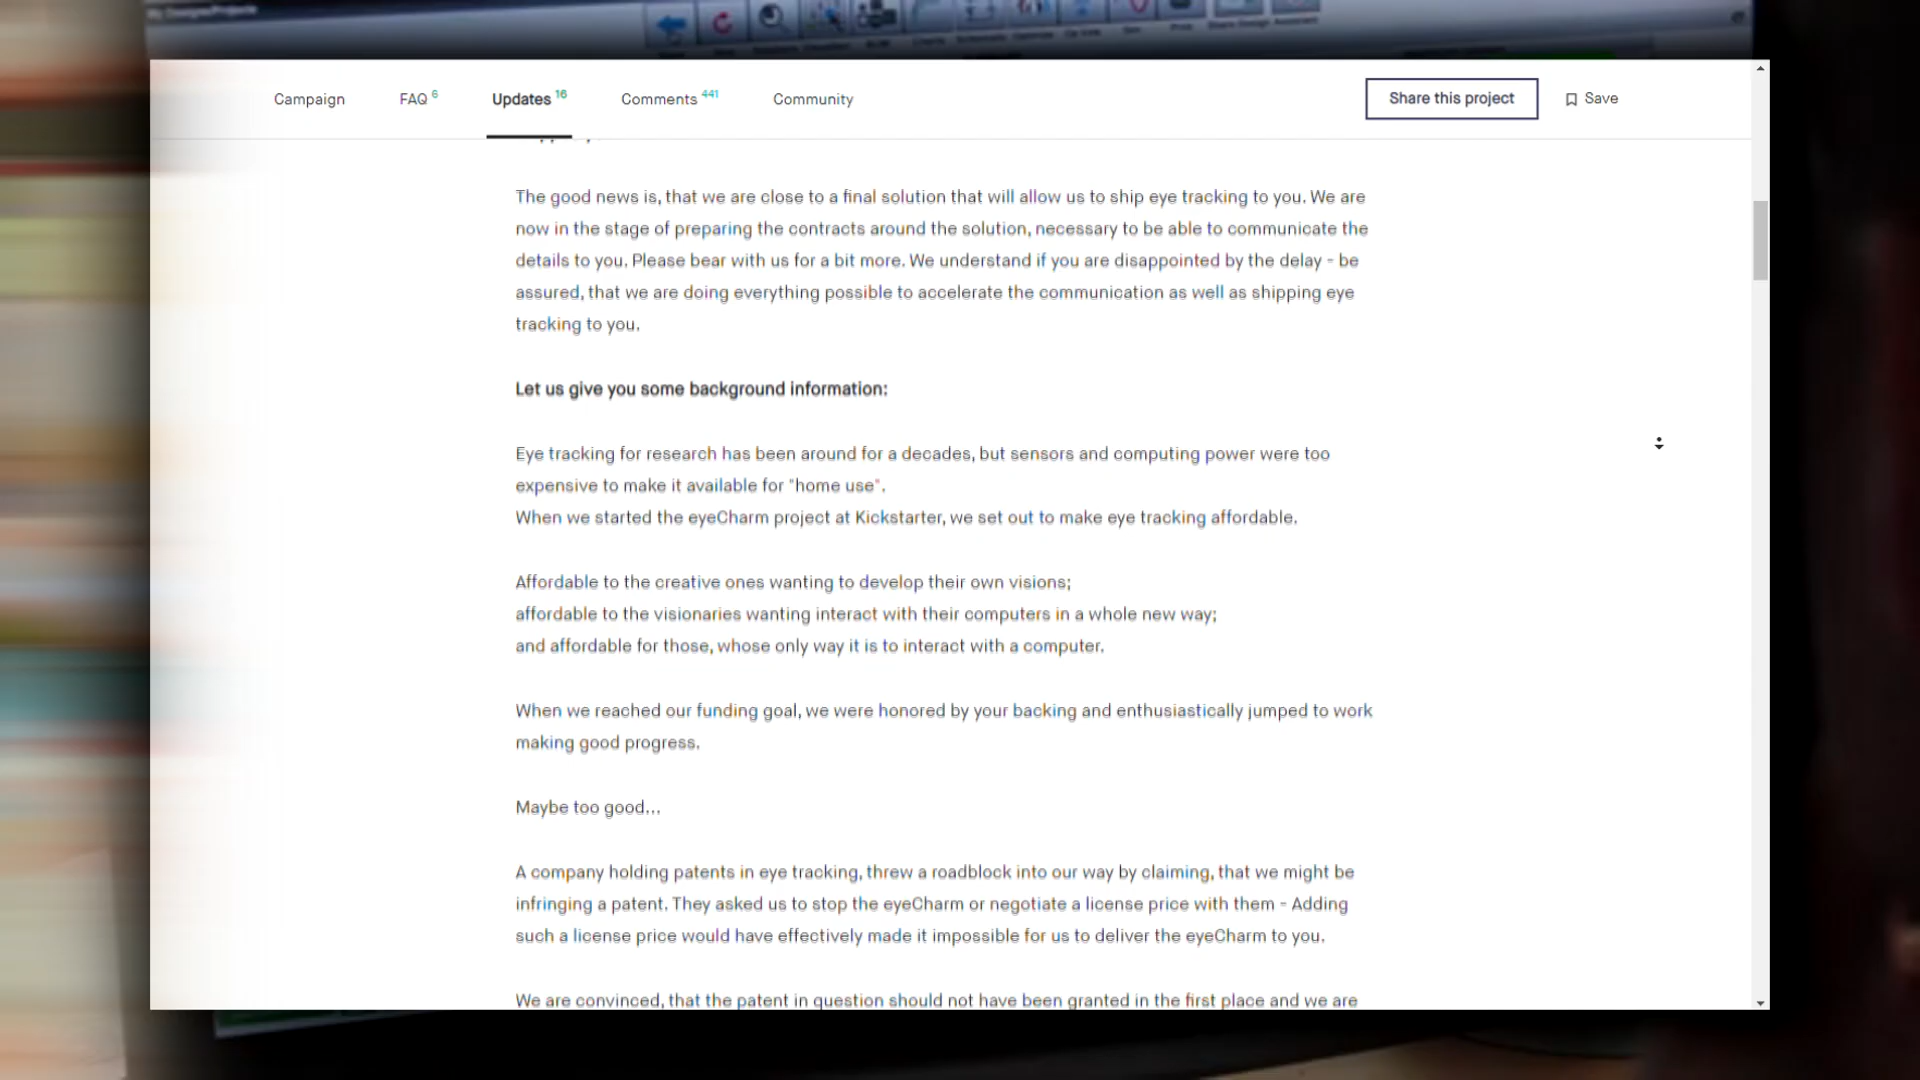 Campaign
FAQ 6
Updates 16
Comments 441
Community
Share this project
Save
The good news is, that we are close to a final solution that will allow us to ship eye tracking to you. We are
now in the stage of preparing the contracts around the solution, necessary to be able to communicate the
details to you. Please bear with us for a bit more. We understand if you are disappointed by the delay - be
assured, that we are doing everything possible to accelerate the communication as well as shipping eye
tracking to you.
Let us give you some background information:
Eye tracking for research has been around for a decades, but sensors and computing power were too
expensive to make it available for "home use".
When we started the eyeCharm project at Kickstarter, we set out to make eye tracking affordable.
Affordable to the creative ones wanting to develop their own visions;
affordable to the visionaries wanting interact with their computers in a whole new way;
and affordable for those, whose only way it is to interact with a computer.
When we reached our funding goal, we were honored by your backing and enthusiastically jumped to work
making good progress.
Maybe too good...
A company holding patents in eye tracking, threw a roadblock into our way by claiming, that we might be
infringing a patent. They asked us to stop the eyeCharm or negotiate a license price with them - Adding
such a license price would have effectively made it impossible for us to deliver the eyeCharm to you.
We are convinced, that the patent in question should not have been granted in the first place and we are